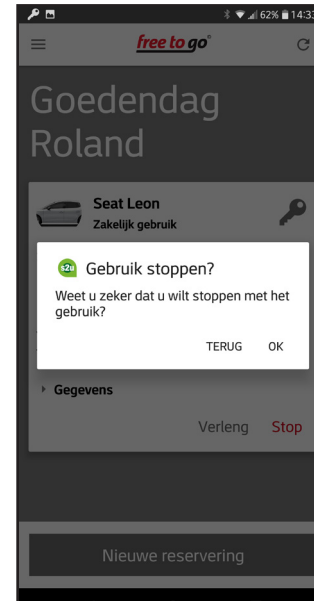 62% 14:33
free to go
Goedendag
Roland
Seat Leon
Zakelijk gebruik
s2u Gebruik stoppen?
Weet u zeker dat u wilt stoppen met het
gebruik?
TERUG OK
Gegevens
Verleng Stop
Nieuwe reservering